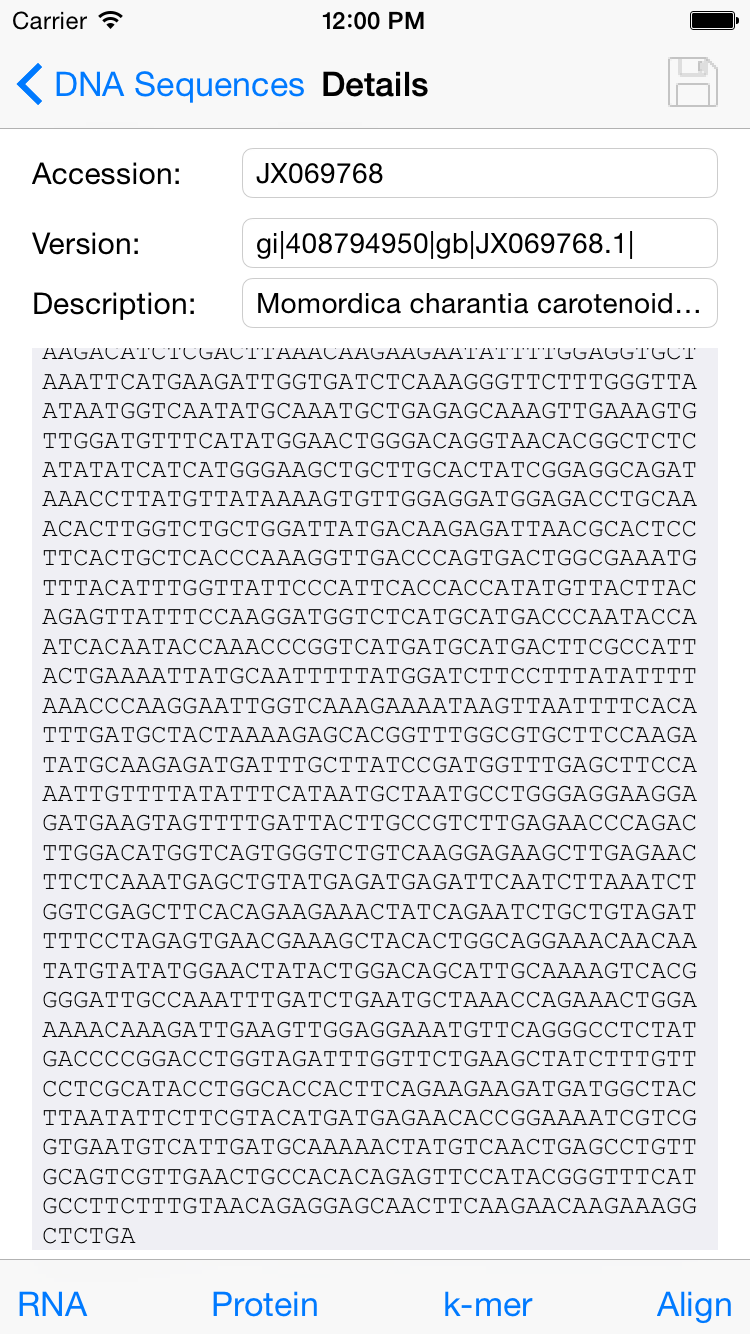 Carrier 12:00 PM
DNA Sequences Details
Accession: JX069768
Version: gi|408794950|gb|JX069768.1|
Description: Momordica charantia carotenoid...
AAGACATCTCGACTTAAACAAGAAGAATATTTTGGAGGTGCT
AAATTCATGAAGATTGGTGATCTCAAAGGGTTCTTTGGGTTA
ATAATGGTCAATATGCAAATGCTGAGAGCAAAGTTGAAAGTG
TTGGATGTTTCATATGGAACTGGGACAGGTAACACGGCTCTC
ATATATCATCATGGGAAGCTGCTTGCACTATCGGAGGCAGAT
AAACCTTATGTTATAAAAGTGTTGGAGGATGGAGACCTGCAA
ACACTTGGTCTGCTGGATTATGACAAGAGATTAACGCACTCC
TTCACTGCTCACCCAAAGGTTGACCCAGTGACTGGCGAAATG
TTTACATTTGGTTATTCCCATTCACCACCATATGTTACTTAC
AGAGTTATTTCCAAGGATGGTCTCATGCATGACCCAATACCA
ATCACAATACCAAACCCGGTCATGATGCATGACTTCGCCATT
ACTGAAAATTATGCAATTTTTATGGATCTTCCTTTATATTTT
AAACCCAAGGAATTGGTCAAAGAAAATAAGTTAATTTTCACA
TTTGATGCTACTAAAAGAGCACGGTTTGGCGTGCTTCCAAGA
TATGCAAGAGATGATTTGCTTATCCGATGGTTTGAGCTTCCA
AATTGTTTTATATTTCATAATGCTAATGCCTGGGAGGAAGGA
GATGAAGTAGTTTTGATTACTTGCCGTCTTGAGAACCCAGAC
TTGGACATGGTCAGTGGGTCTGTCAAGGAGAAGCTTGAGAAC
TTCTCAAATGAGCTGTATGAGATGAGATTCAATCTTAAATCT
GGTCGAGCTTCACAGAAGAAACTATCAGAATCTGCTGTAGAT
TTTCCTAGAGTGAACGAAAGCTACACTGGCAGGAAACAACAA
TATGTATATGGAACTATACTGGACAGCATTGCAAAAGTCACG
GGGATTGCCAAATTTGATCTGAATGCTAAACCAGAAACTGGA
AAAACAAAGATTGAAGTTGGAGGAAATGTTCAGGGCCTCTAT
GACCCCGGACCTGGTAGATTTGGTTCTGAAGCTATCTTTGTT
CCTCGCATACCTGGCACCACTTCAGAAGAAGATGATGGCTAC
TTAATATTCTTCGTACATGATGAGAACACCGGAAAATCGTCG
GTGAATGTCATTGATGCAAAAACTATGTCAACTGAGCCTGTT
GCAGTCGTTGAACTGCCACACAGAGTTCCATACGGGTTTCAT
GCCTTCTTTGTAACAGAGGAGCAACTTCAAGAACAAGAAAGG
CTCTGA
RNA Protein k-mer Align